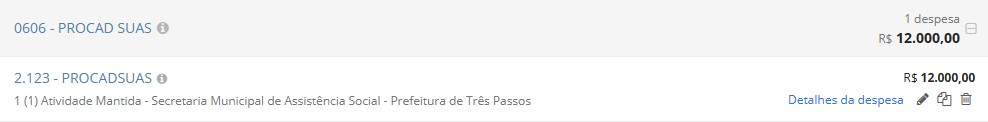 0606 - PROCAD SUAS
1 despesa
R$ 12.000,00
2.123 - PROCADSUAS
R$ 12.000,00
1 (1) Atividade Mantida - Secretaria Municipal de Assistência Social - Prefeitura de Três Passos
Detalhes da despesa